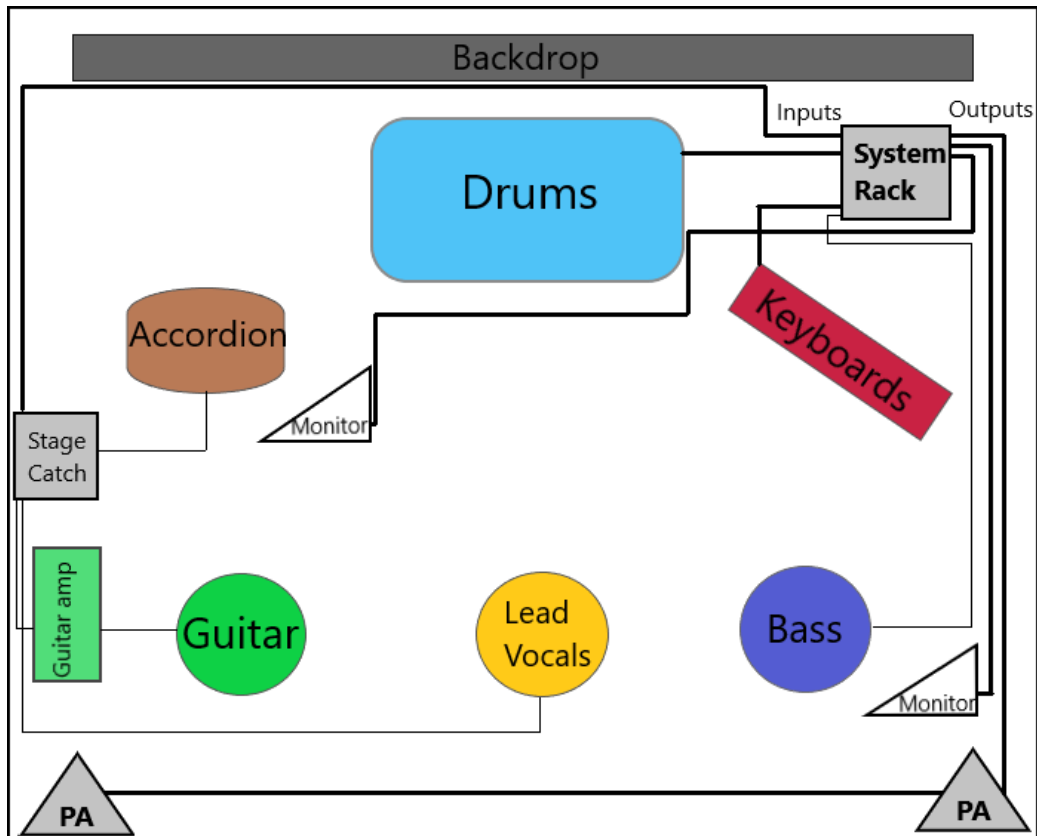 Backdrop
Inputs
Outputs
System
Rack
Drums
Keyboards
Accordion
Monitor
Stage
Catch
Guitar amp
Guitar
Lead
Vocals
Bass
Monitor
PA
PA